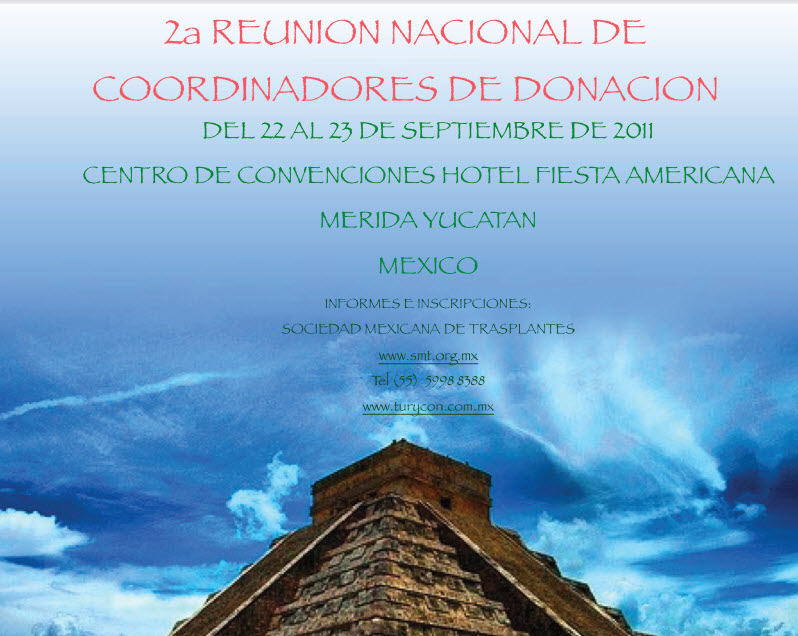 2a REUNION NACIONAL DE
COORDINADORES DE DONACION
DEL 22 AL 23 DE SEPTIEMBRE DE 2011
CENTRO DE CONVENCIONES HOTEL FIESTA AMERICANA
MERIDA YUCATAN
MEXICO
INFORMES E INSCRIPCIONES:
SOCIEDAD MEXICANA DE TRASPLANTES
www.smt.org.mx
Tel (55) 5998 8388
www.turycon.com.mx